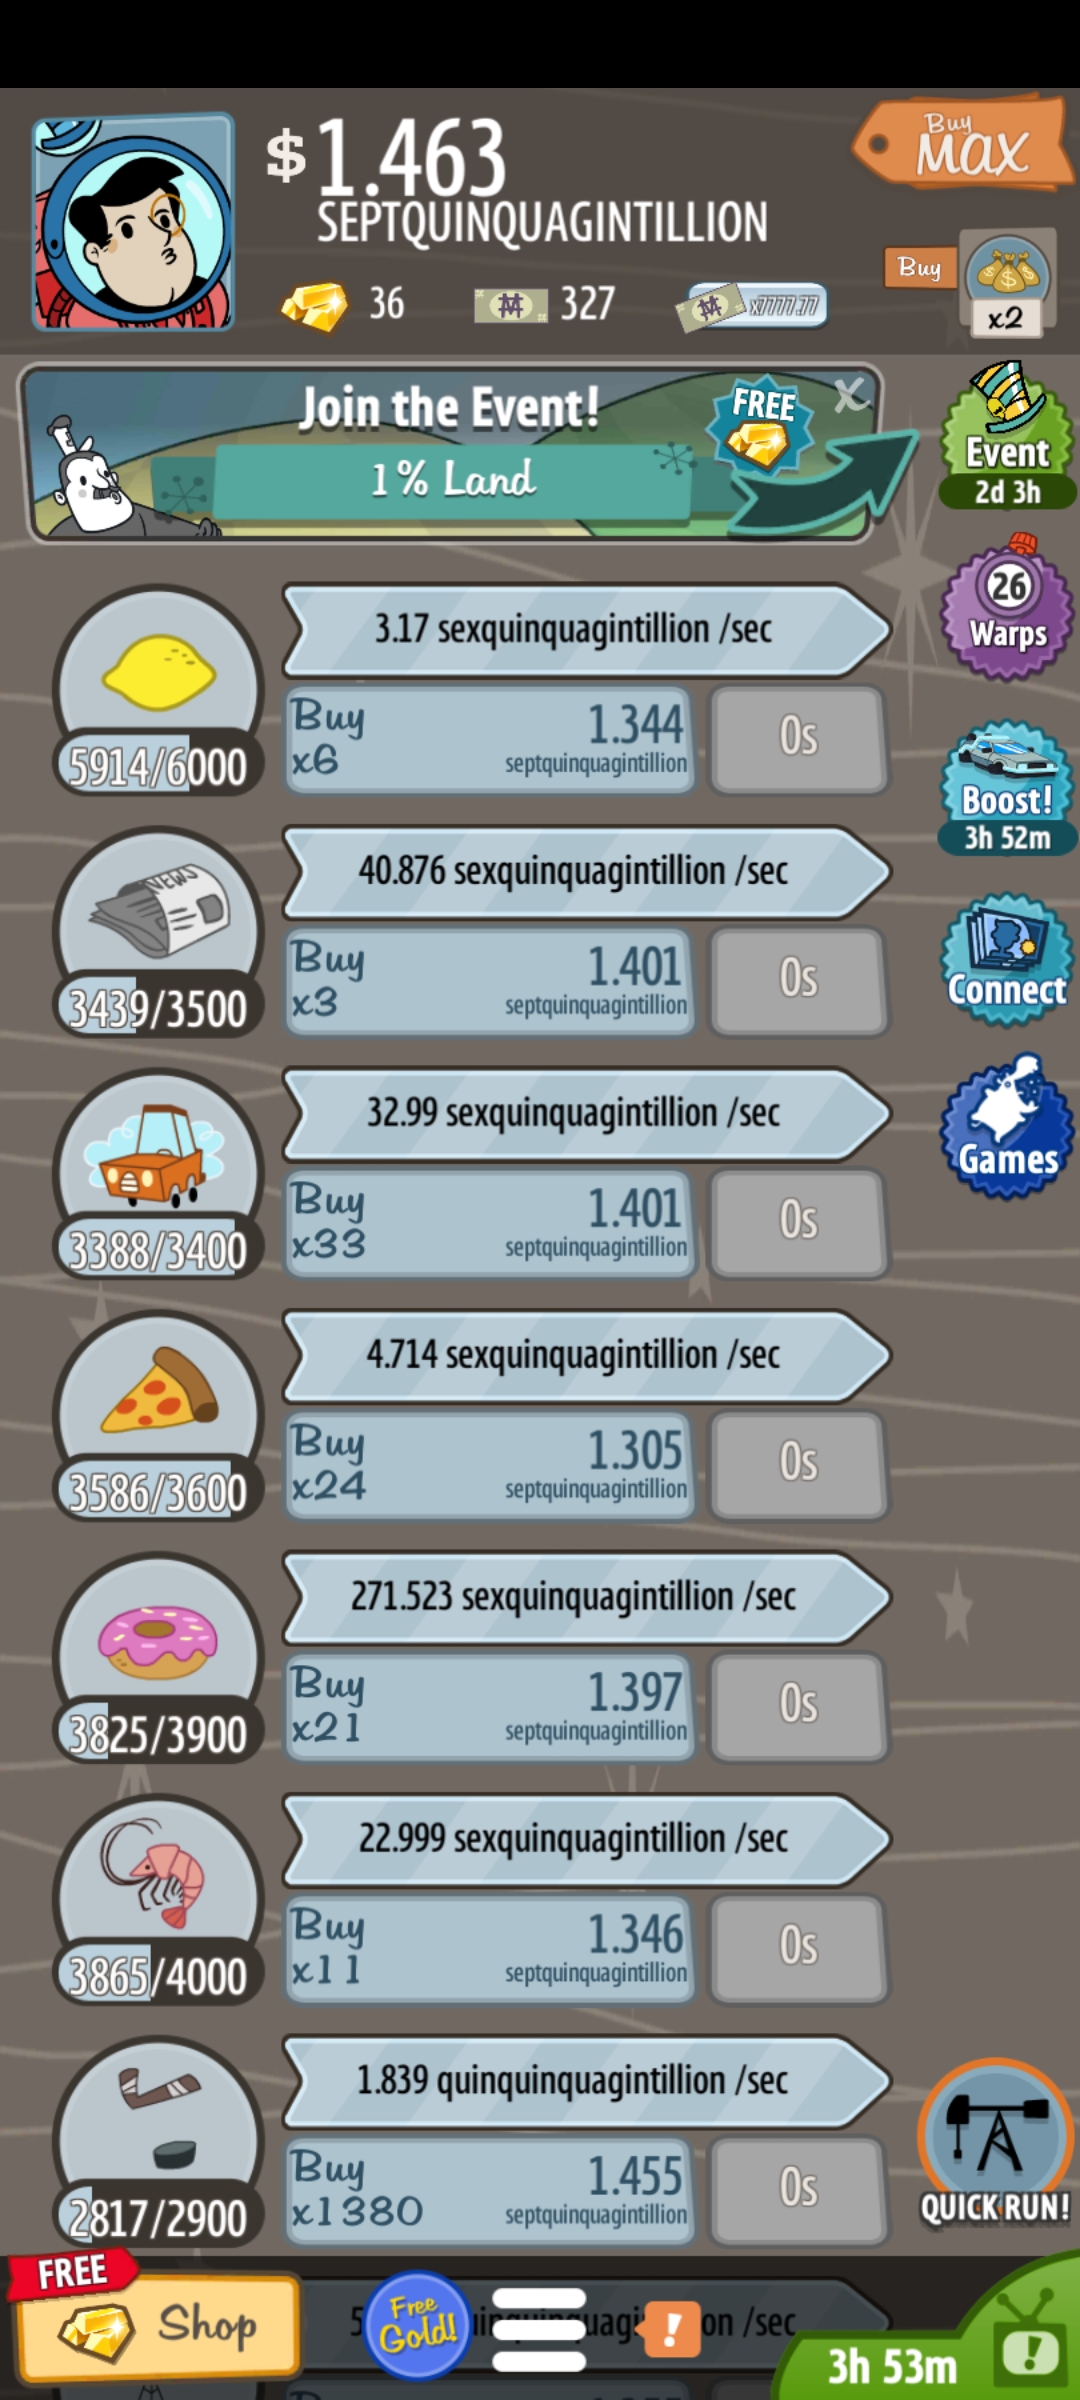 $1.463
SEPTQUINQUAGINTILLION
Buy
MAX
36
327
x7777.77
Buy
x2
Join the Event!
1% Land
FREE
X
Event
2d 3h
26
Warps
3.17 sexquinquagintillion /sec
5914/6000
Buy
x6
1.344
septquinquagintillion
0s
Boost!
3h 52m
NEWS
40.876 sexquinquagintillion /sec
3439/3500
Buy
x3
1.401
septquinquagintillion
0s
Connect
32.99 sexquinquagintillion /sec
3388/3400
Buy
x33
1.401
septquinquagintillion
0s
Games
4.714 sexquinquagintillion /sec
3586/3600
Buy
x24
1.305
septquinquagintillion
0s
271.523 sexquinquagintillion /sec
3825/3900
Buy
x21
1.397
septquinquagintillion
0s
22.999 sexquinquagintillion /sec
3865/4000
Buy
x11
1.346
septquinquagintillion
0s
1.839 quinquinquagintillion /sec
2817/2900
Buy
x1380
1.455
septquinquagintillion
0s
QUICK RUN!
FREE
Shop
Free
Gold!
!
/sec
3h 53m
!